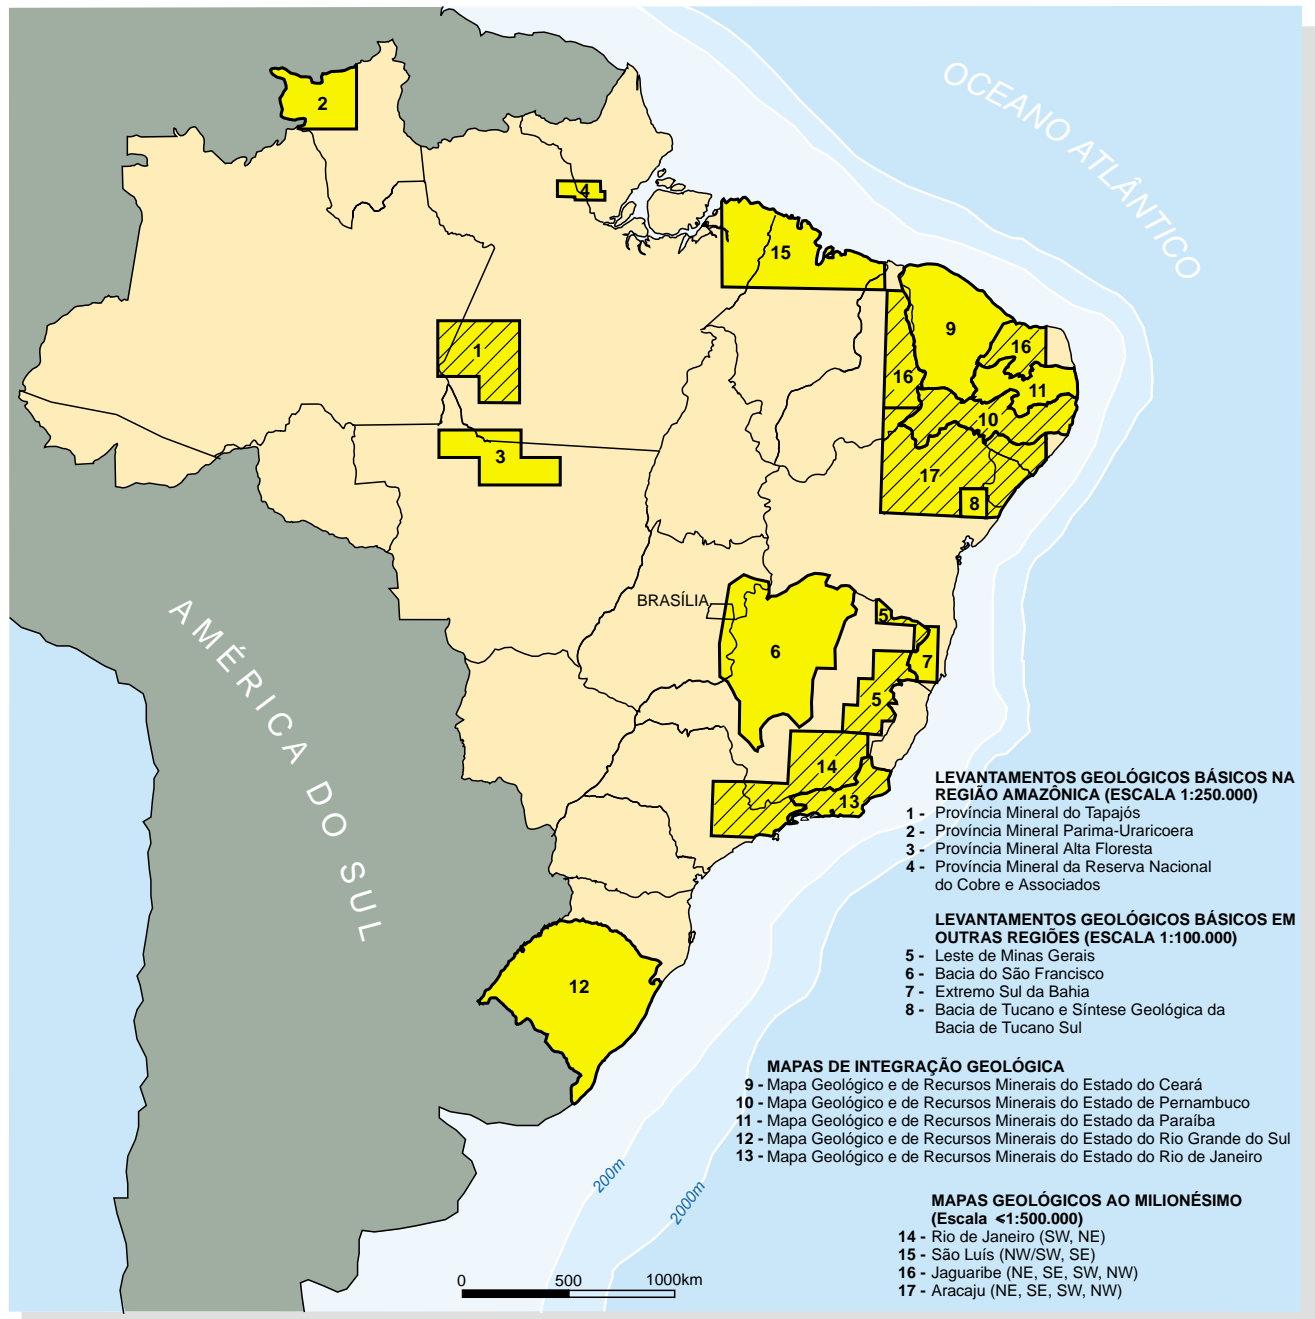 OCEANO ATLÂNTICO
2
4
15
9
16
1
16
11
10
3
17
8
BRASÍLIA
5
6
7
5
AMÉRICA DO SUL
14
13
12
LEVANTAMENTOS GEOLÓGICOS BÁSICOS NA
REGIÃO AMAZÔNICA (ESCALA 1:250.000)
1 - Província Mineral do Tapajós
2 - Província Mineral Parima-Uraricoera
3 - Província Mineral Alta Floresta
4 - Província Mineral da Reserva Nacional
do Cobre e Associados
LEVANTAMENTOS GEOLÓGICOS BÁSICOS EM
OUTRAS REGIÕES (ESCALA 1:100.000)
5 - Leste de Minas Gerais
6 - Bacia do São Francisco
7 - Extremo Sul da Bahia
8 - Bacia de Tucano e Síntese Geológica da
Bacia de Tucano Sul
MAPAS DE INTEGRAÇÃO GEOLÓGICA
9 - Mapa Geológico e de Recursos Minerais do Estado do Ceará
10 - Mapa Geológico e de Recursos Minerais do Estado de Pernambuco
11 - Mapa Geológico e de Recursos Minerais do Estado da Paraíba
12 - Mapa Geológico e de Recursos Minerais do Estado do Rio Grande do Sul
13 - Mapa Geológico e de Recursos Minerais do Estado do Rio de Janeiro
MAPAS GEOLÓGICOS AO MILIONÉSIMO
(Escala ⩽1:500.000)
14 - Rio de Janeiro (SW, NE)
15 - São Luís (NW/SW, SE)
16 - Jaguaribe (NE, SE, SW, NW)
17 - Aracaju (NE, SE, SW, NW)
200m
2000m
0 500 1000km